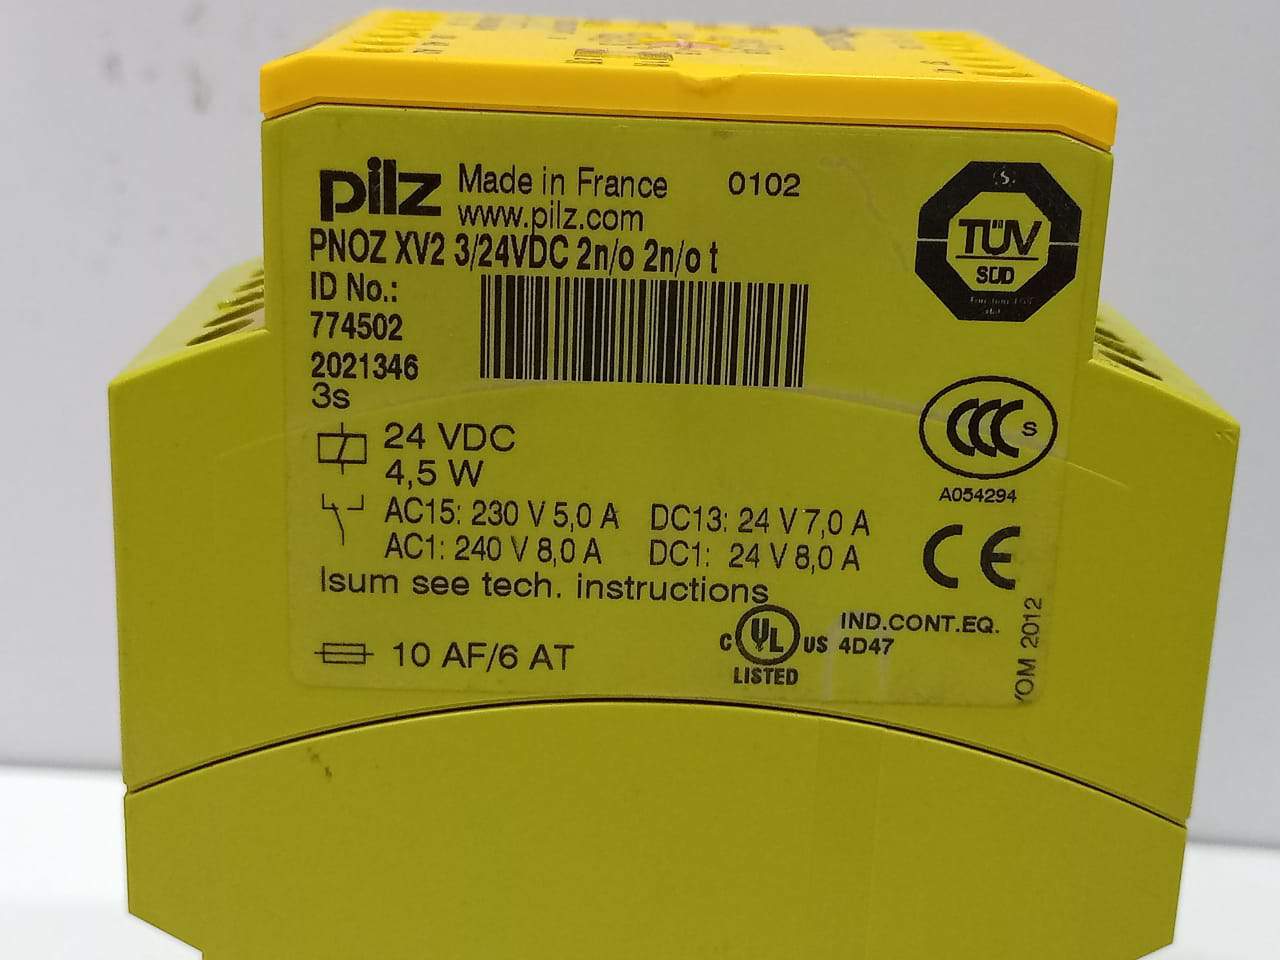 pilz Made in France 0102
www.pilz.com
PNOZ XV2 3/24VDC 2n/o 2n/o t
ID No.:
774502
2021346
3s
24 VDC
4,5 W
AC15: 230 V 5,0 A DC13: 24 V 7,0 A
AC1: 240 V 8,0 A DC1: 24 V 8,0 A
Isum see tech. instructions
10 AF/6 AT
TÜV
SÜD
CCC S
A054294
CE
C UL US
LISTED
IND.CONT.EQ.
4D47
YOM 2012